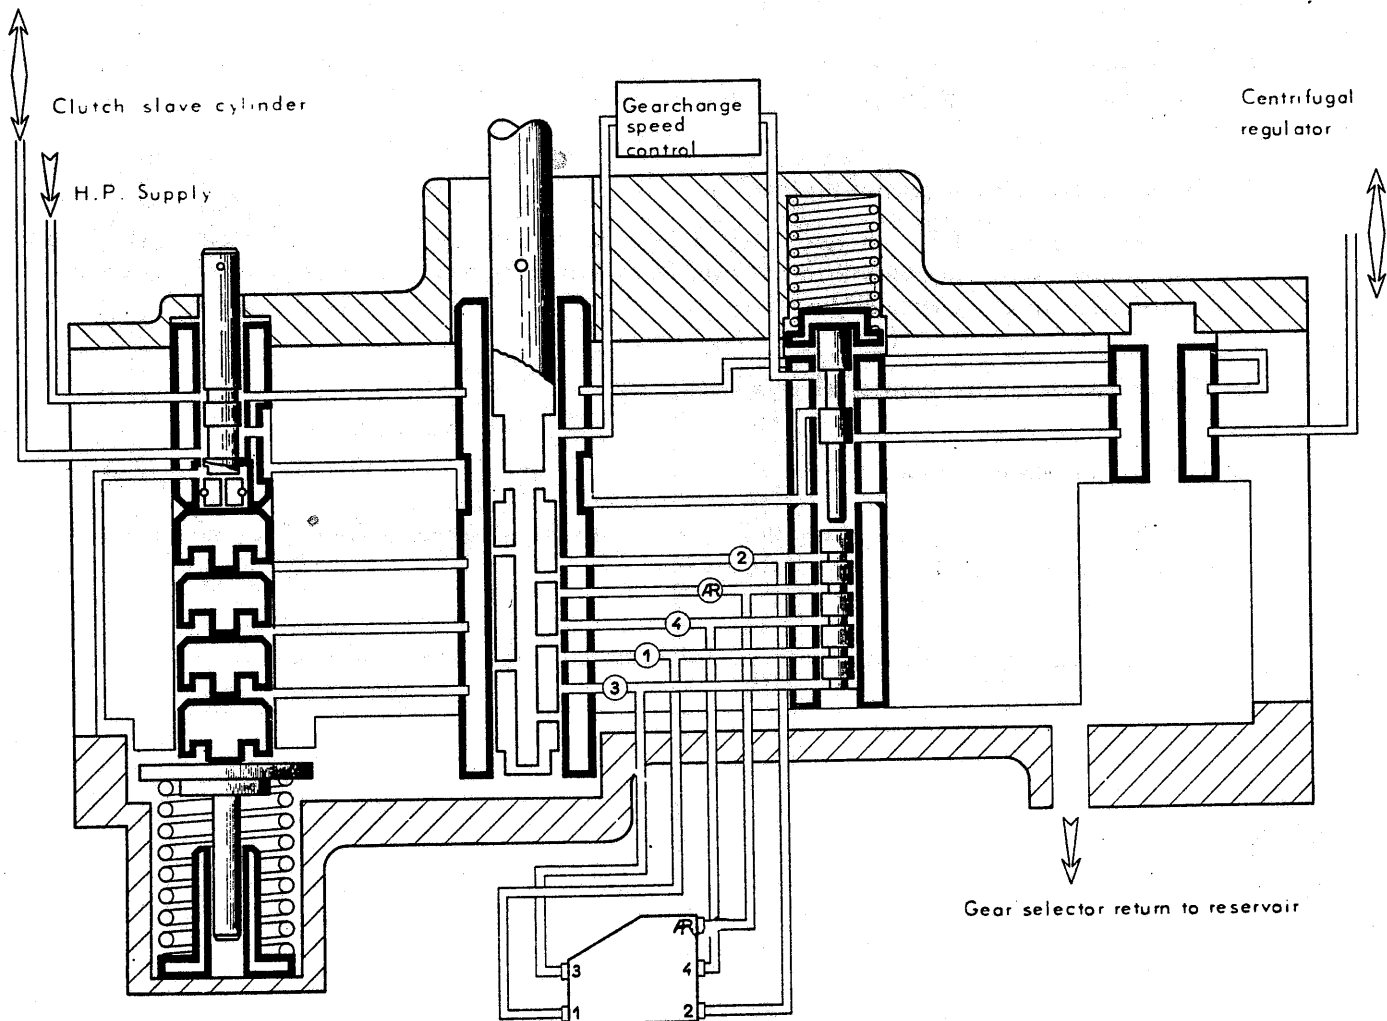 Clutch slave cylinder
H.P. Supply
Gearchange
speed
control
Centrifugal
regulator
2
AR
4
1
3
Gear selector return to reservoir
AR
3
4
1
2